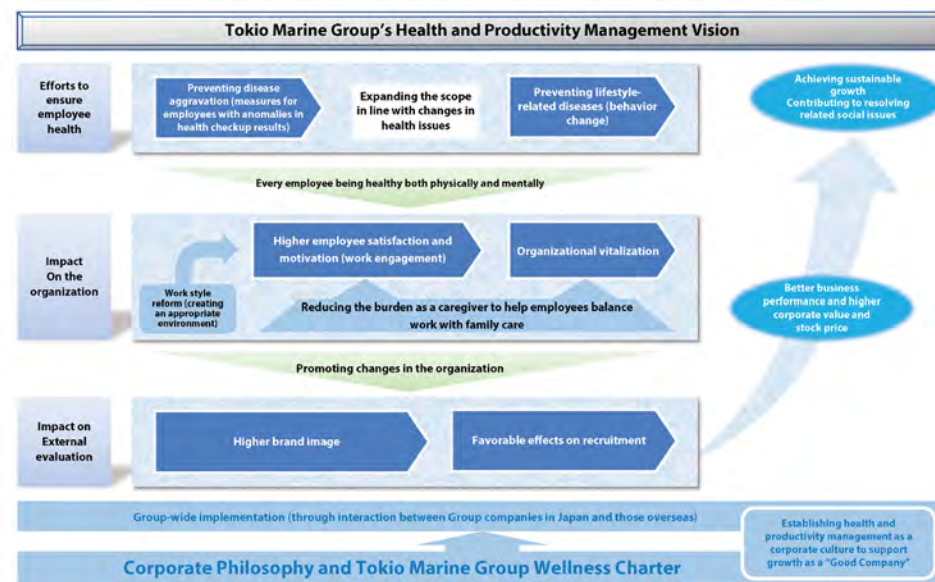 Tokio Marine Group's Health and Productivity Management Vision
Efforts to
ensure
employee
health
Preventing disease
aggravation (measures for
employees with anomalies in
health checkup results)
Expanding the scope
in line with changes in
health issues
Preventing lifestyle-
related diseases (behavior
change)
Achieving sustainable
growth
Contributing to resolving
related social issues
Every employee being healthy both physically and mentally
Impact
On the
organization
Work style
reform (creating
an appropriate
environment)
Higher employee satisfaction and
motivation (work engagement)
Organizational vitalization
Reducing the burden as a caregiver to help employees balance
work with family care
Better business
performance and higher
corporate value and
stock price
Promoting changes in the organization
Impact on
External
evaluation
Higher brand image
Favorable effects on recruitment
Group-wide implementation (through interaction between Group companies in Japan and those overseas)
Establishing health and
productivity management as a
corporate culture to support
growth as a "Good Company"
Corporate Philosophy and Tokio Marine Group Wellness Charter